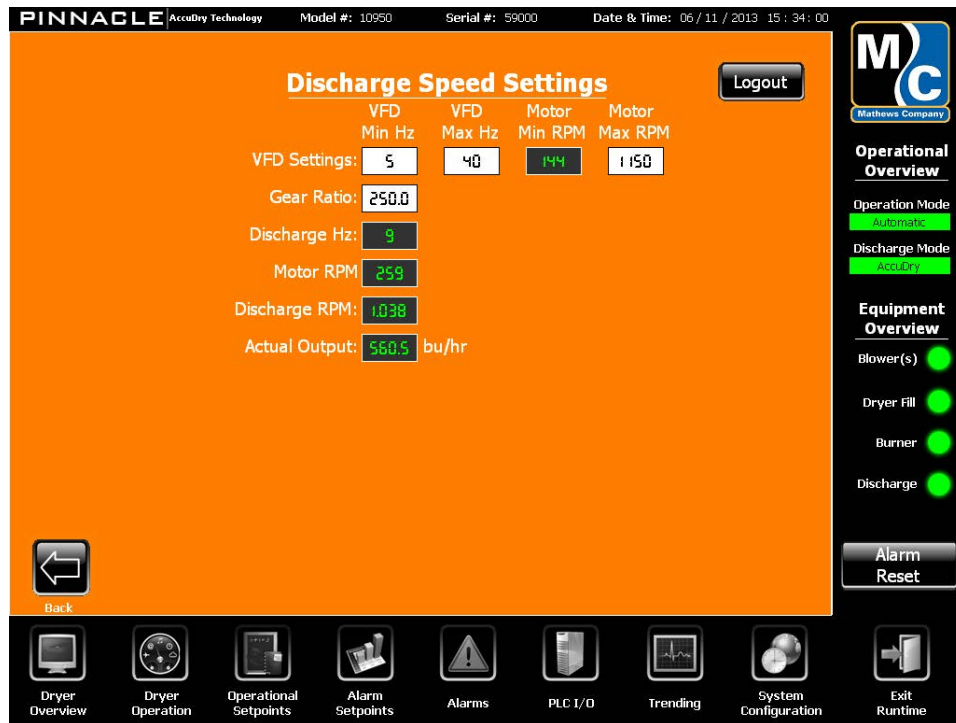 PINNACLE AccuDry Technology Model #: 10950 Serial #: 59000 Date & Time: 06 / 11 / 2013 15 : 34 : 00
Discharge Speed Settings
Logout
VFD VFD Motor Motor
Min Hz Max Hz Min RPM Max RPM
VFD Settings: 5 40 144 1150
Gear Ratio: 250.0
Discharge Hz: 9
Motor RPM 259
Discharge RPM: 1.038
Actual Output: 560.5 bu/hr
Back
MC
Mathews Company
Operational
Overview
Operation Mode
Automatic
Discharge Mode
AccuDry
Equipment
Overview
Blower(s)
Dryer Fill
Burner
Discharge
Alarm
Reset
Dryer
Overview
Dryer
Operation
Operational
Setpoints
Alarm
Setpoints
Alarms
PLC I/O
Trending
System
Configuration
Exit
Runtime